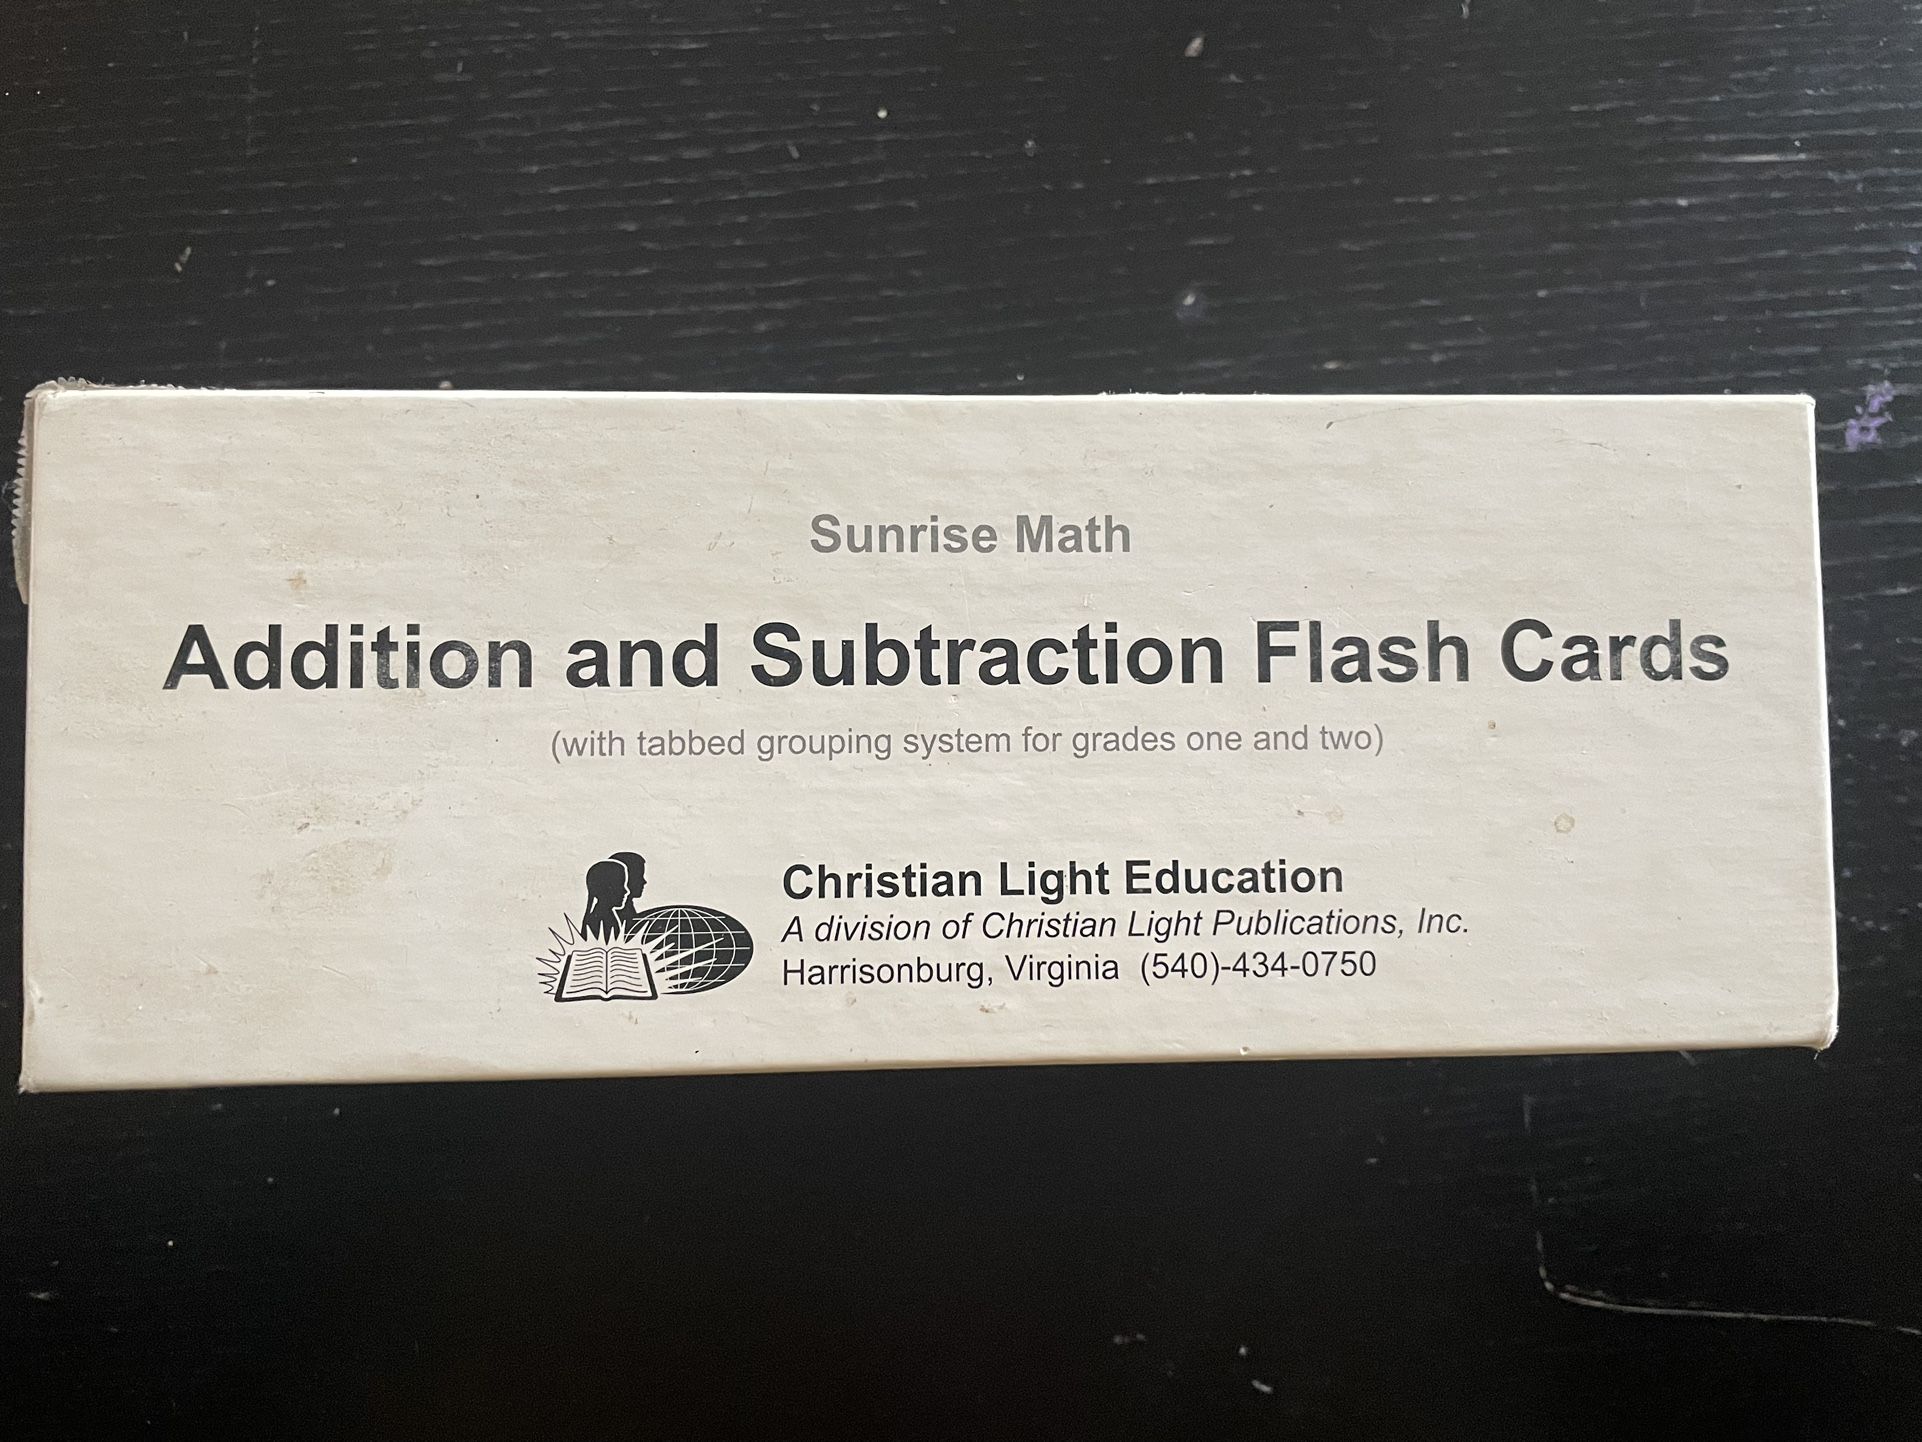 Sunrise Math
Addition and Subtraction Flash Cards
(with tabbed grouping system for grades one and two)
Christian Light Education
A division of Christian Light Publications, Inc.
Harrisonburg, Virginia (540)-434-0750